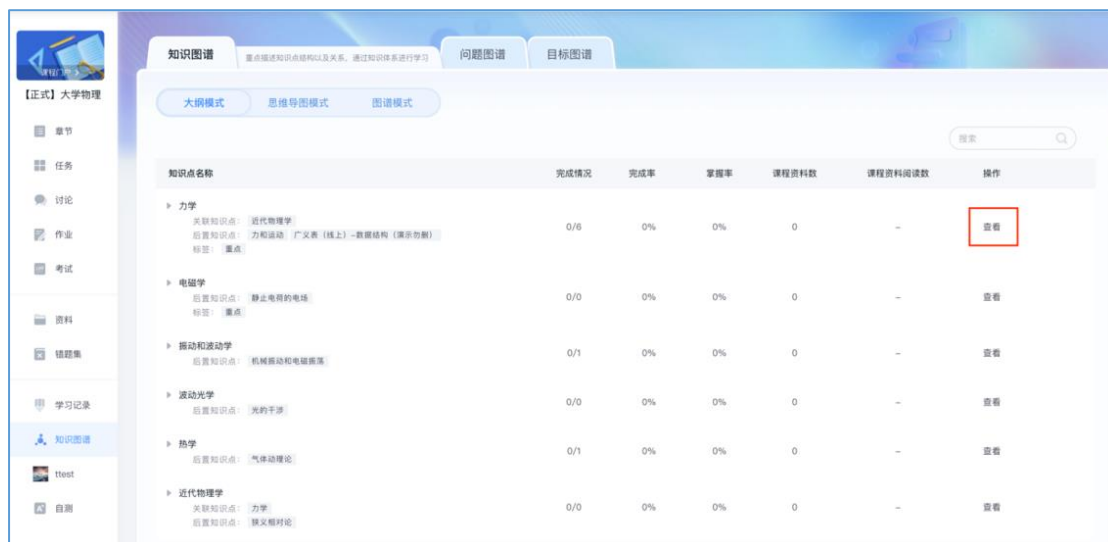 课程门户 >
【正式】大学物理
章节
任务
讨论
作业
考试
资料
错题集
学习记录
知识图谱
ttest
自测
知识图谱 重点描述知识点结构以及关系，通过知识体系进行学习 问题图谱 目标图谱
大纲模式 思维导图模式 图谱模式
搜索
知识点名称 完成情况 完成率 掌握率 课程资料数 课程资料阅读数 操作
力学
关联知识点： 近代物理学
后置知识点： 力和运动 广义表（线上）-数据结构（演示勿删）
标签： 重点
0/6 0% 0% 0 - 查看
电磁学
后置知识点： 静止电荷的电场
标签： 重点
0/0 0% 0% 0 - 查看
振动和波动学
后置知识点： 机械振动和电磁振荡
0/1 0% 0% 0 - 查看
波动光学
后置知识点： 光的干涉
0/0 0% 0% 0 - 查看
热学
后置知识点： 气体动理论
0/1 0% 0% 0 - 查看
近代物理学
关联知识点： 力学
后置知识点： 狭义相对论
0/0 0% 0% 0 - 查看